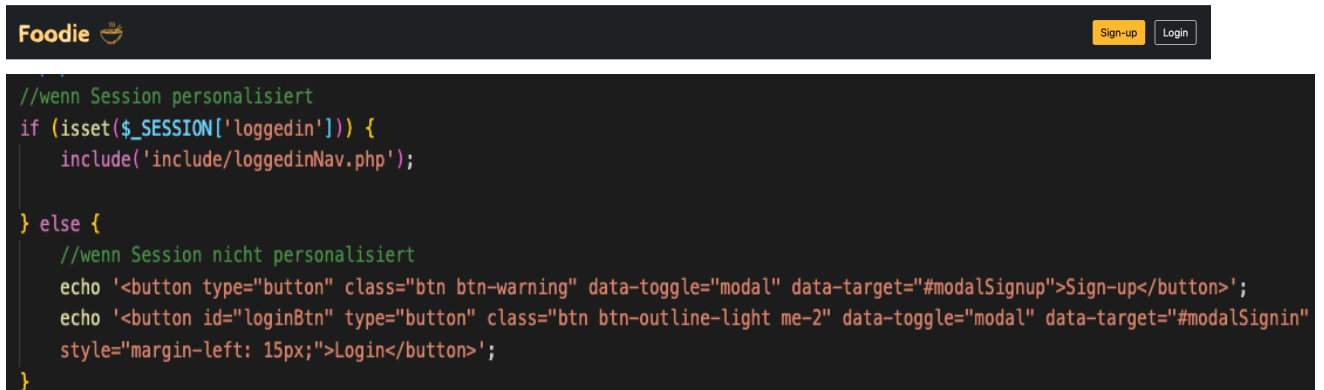 Foodie
Sign-up Login
//wenn Session personalisiert
if (isset($_SESSION['loggedin'])) {
    include('include/loggedinNav.php');
} else {
    //wenn Session nicht personalisiert
    echo '<button type="button" class="btn btn-warning" data-toggle="modal" data-target="#modalSignup">Sign-up</button>';
    echo '<button id="loginBtn" type="button" class="btn btn-outline-light me-2" data-toggle="modal" data-target="#modalSignin"
    style="margin-left: 15px;">Login</button>';
}